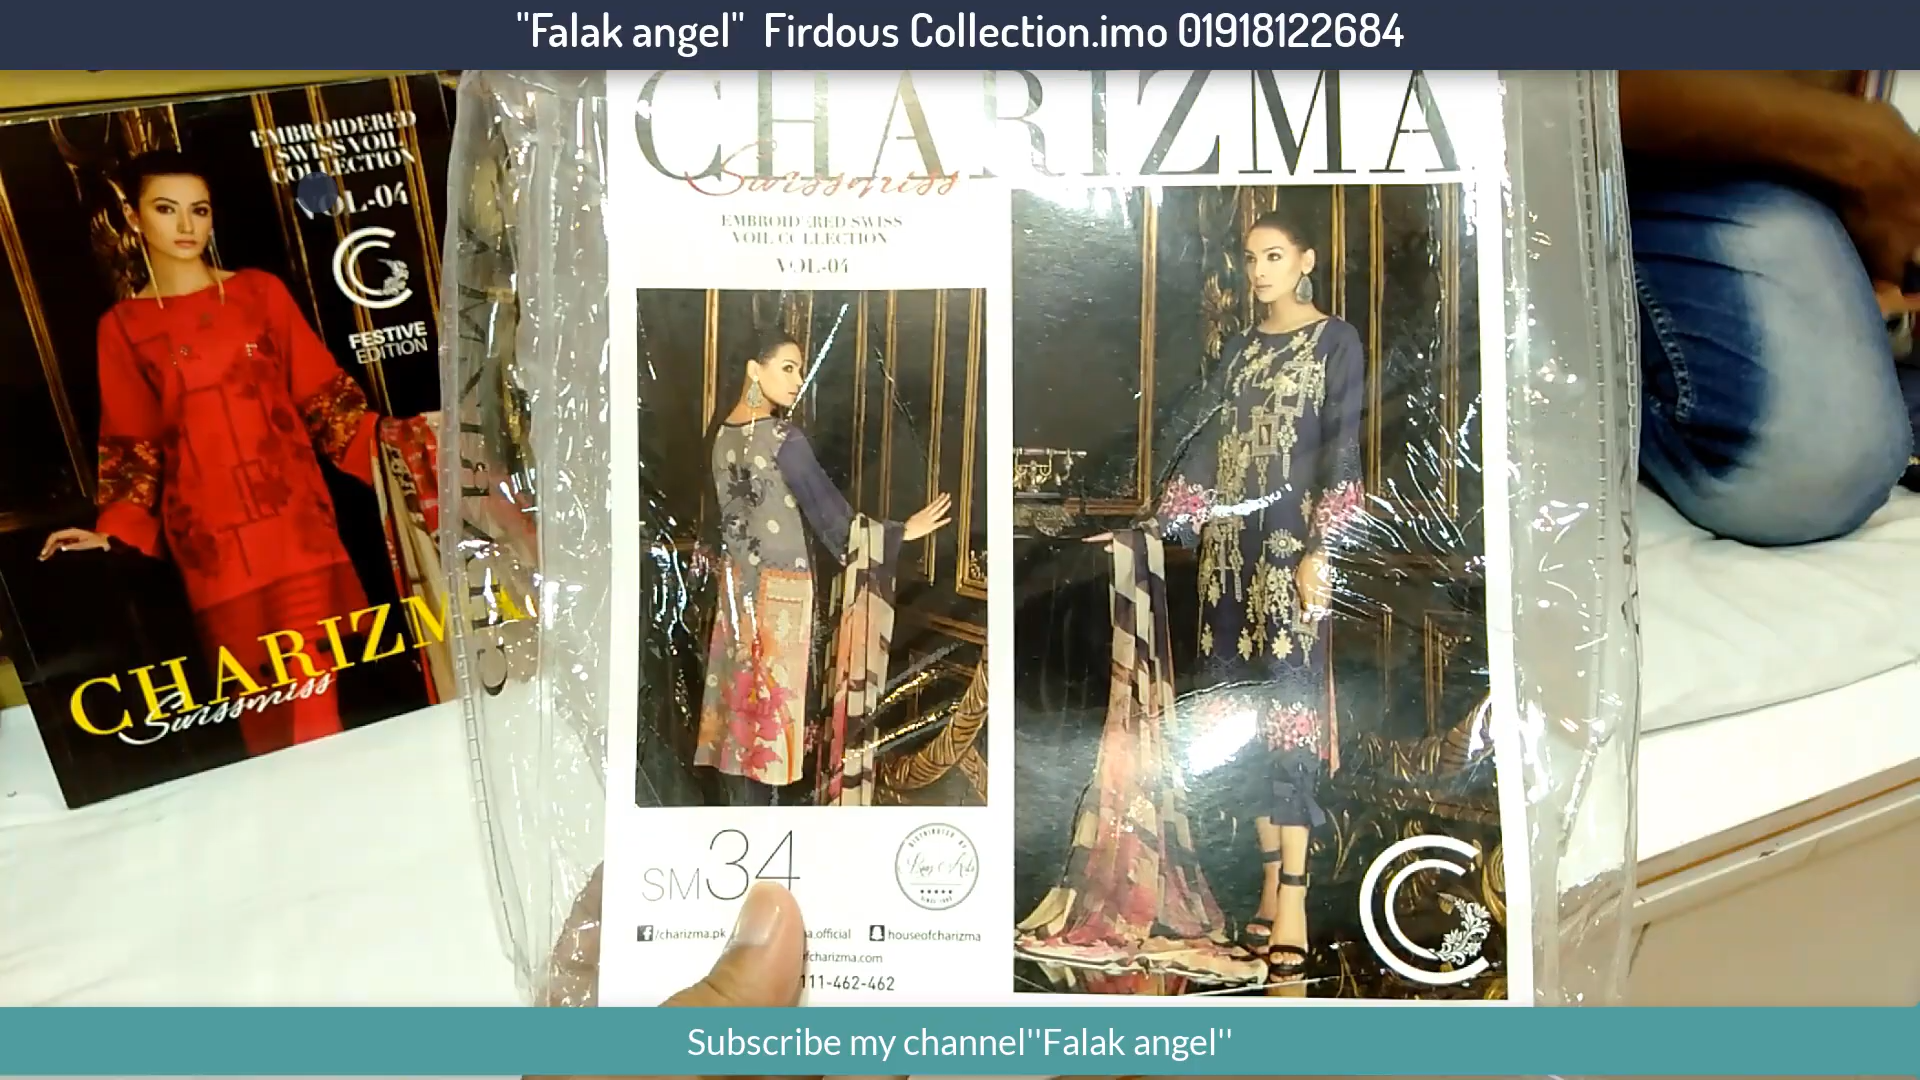 "Falak angel" Firdous Collection.imo 01918122684
EMBROIDERED
SWISS VOIL
COLLECTION
VOL-04
FESTIVE
EDITION
CHARIZMA
Swissmiss
CHARIZMA
Swissmiss
EMBROIDERED SWISS
VOIL COLLECTION
VOL-04
SM34
/charizma.pk
a.official
houseofcharizma
fcharizma.com
111-462-462
Subscribe my channel''Falak angel''